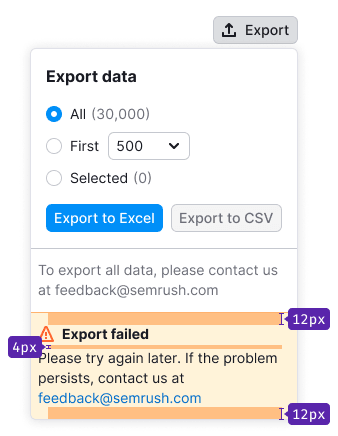 Export
Export data
All (30,000)
First 500
Selected (0)
Export to Excel Export to CSV
To export all data, please contact us
at feedback@semrush.com
12px
Export failed
4px
Please try again later. If the problem
persists, contact us at
feedback@semrush.com
12px